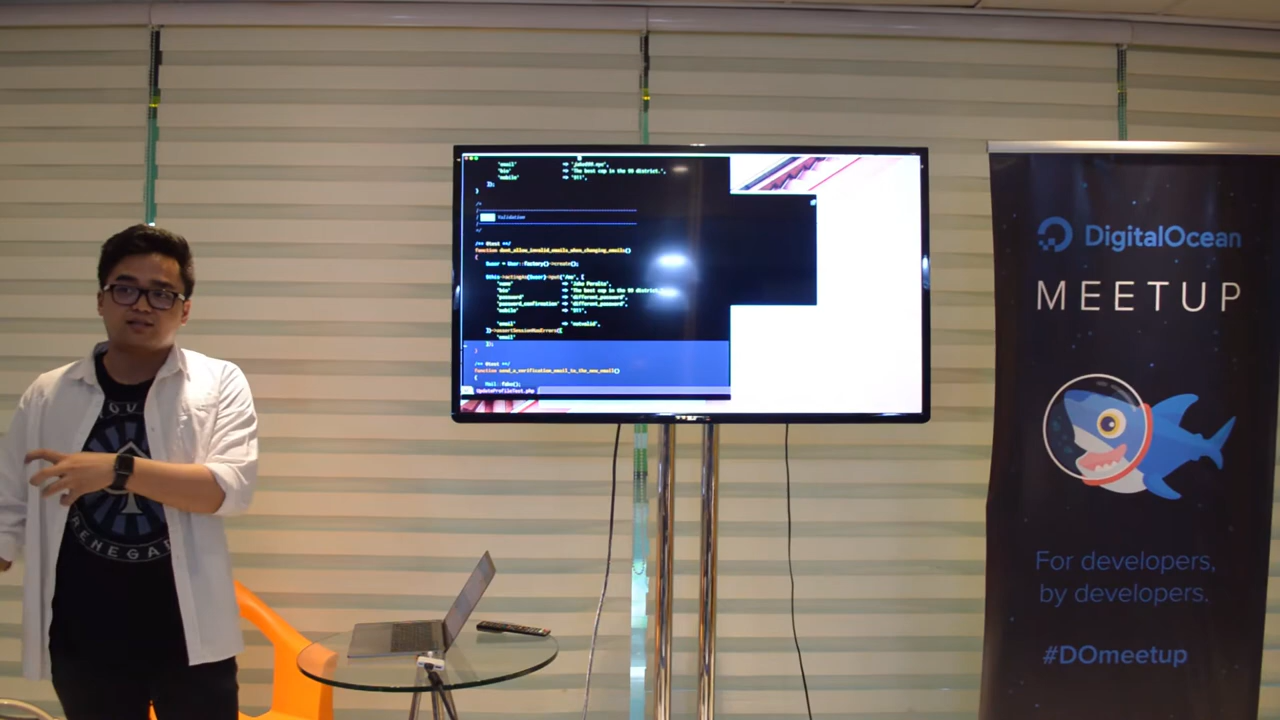 'email' => 'jake@99.nyc',
'bio' => 'The best cop in the 99 district.',
'mobile' => '911',
]);
}
/*
Validation
*/
/** @test **/
function dont_allow_invalid_emails_when_changing_emails()
{
$user = User::factory()->create();
$this->actingAs($user)->put('/me', [
'name' => 'Jake Peralta',
'bio' => 'The best cop in the 99 district.',
'password' => 'different_password',
'password_confirmation' => 'different_password',
'mobile' => '911',
'email' => 'notvalid',
])->assertSessionHasErrors([
'email'
]);
}
/** @test **/
function send_a_verification_email_to_the_new_email()
{
Mail::fake();
UpdateProfileTest.php
DigitalOcean
MEETUP
For developers,
by developers.
#DOmeetup
RENEGA